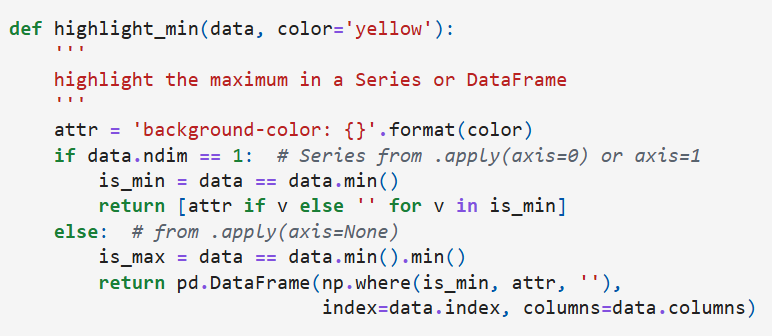 def highlight_min(data, color='yellow'):
    '''
    highlight the maximum in a Series or DataFrame
    '''
    attr = 'background-color: {}'.format(color)
    if data.ndim == 1:  # Series from .apply(axis=0) or axis=1
        is_min = data == data.min()
        return [attr if v else '' for v in is_min]
    else:  # from .apply(axis=None)
        is_max = data == data.min().min()
        return pd.DataFrame(np.where(is_min, attr, ''),
                            index=data.index, columns=data.columns)